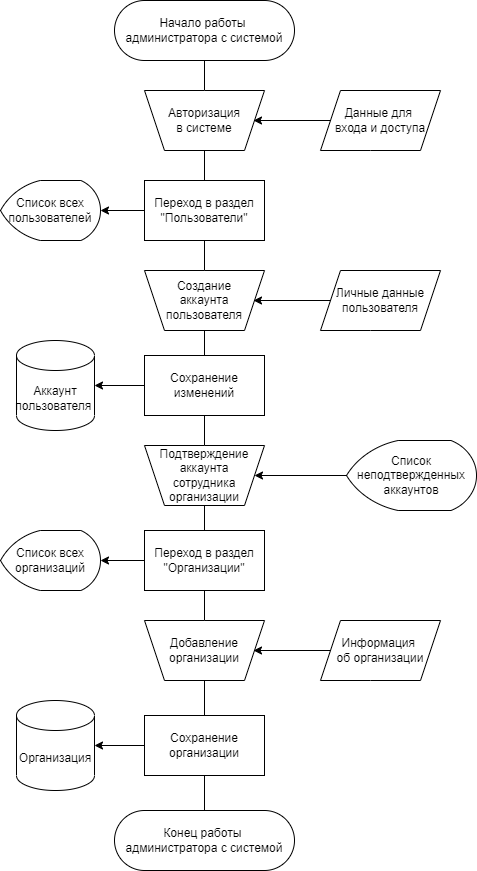 Начало работы
администратора с системой
Авторизация
в системе
Данные для
входа и доступа
Список всех
пользователей
Переход в раздел
"Пользователи"
Создание
аккаунта
пользователя
Личные данные
пользователя
Аккаунт
пользователя
Сохранение
изменений
Подтверждение
аккаунта
сотрудника
организации
Список
неподтвержденных
аккаунтов
Список всех
организаций
Переход в раздел
"Организации"
Добавление
организации
Информация
об организации
Организация
Сохранение
организации
Конец работы
администратора с системой